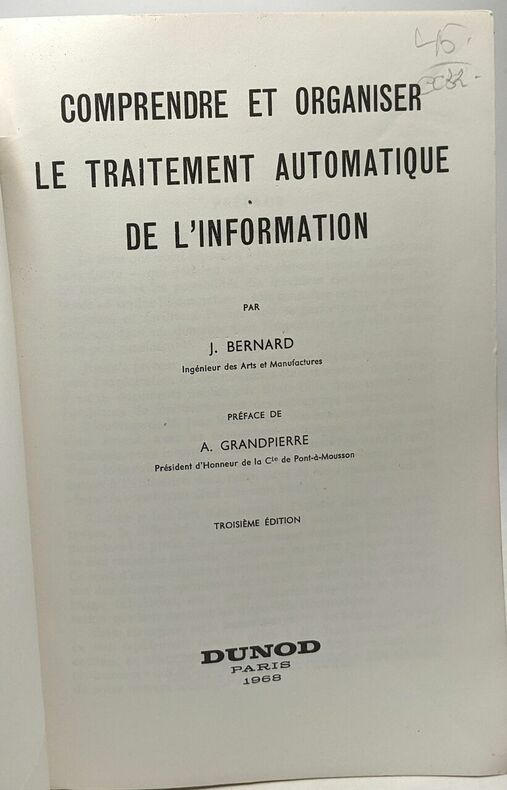 45
COMPRENDRE ET ORGANISER
LE TRAITEMENT AUTOMATIQUE
DE L'INFORMATION
PAR
J. BERNARD
Ingénieur des Arts et Manufactures
PRÉFACE DE
A. GRANDPIERRE
Président d'Honneur de la Cie de Pont-à-Mousson
TROISIÈME ÉDITION
DUNOD
PARIS
1968